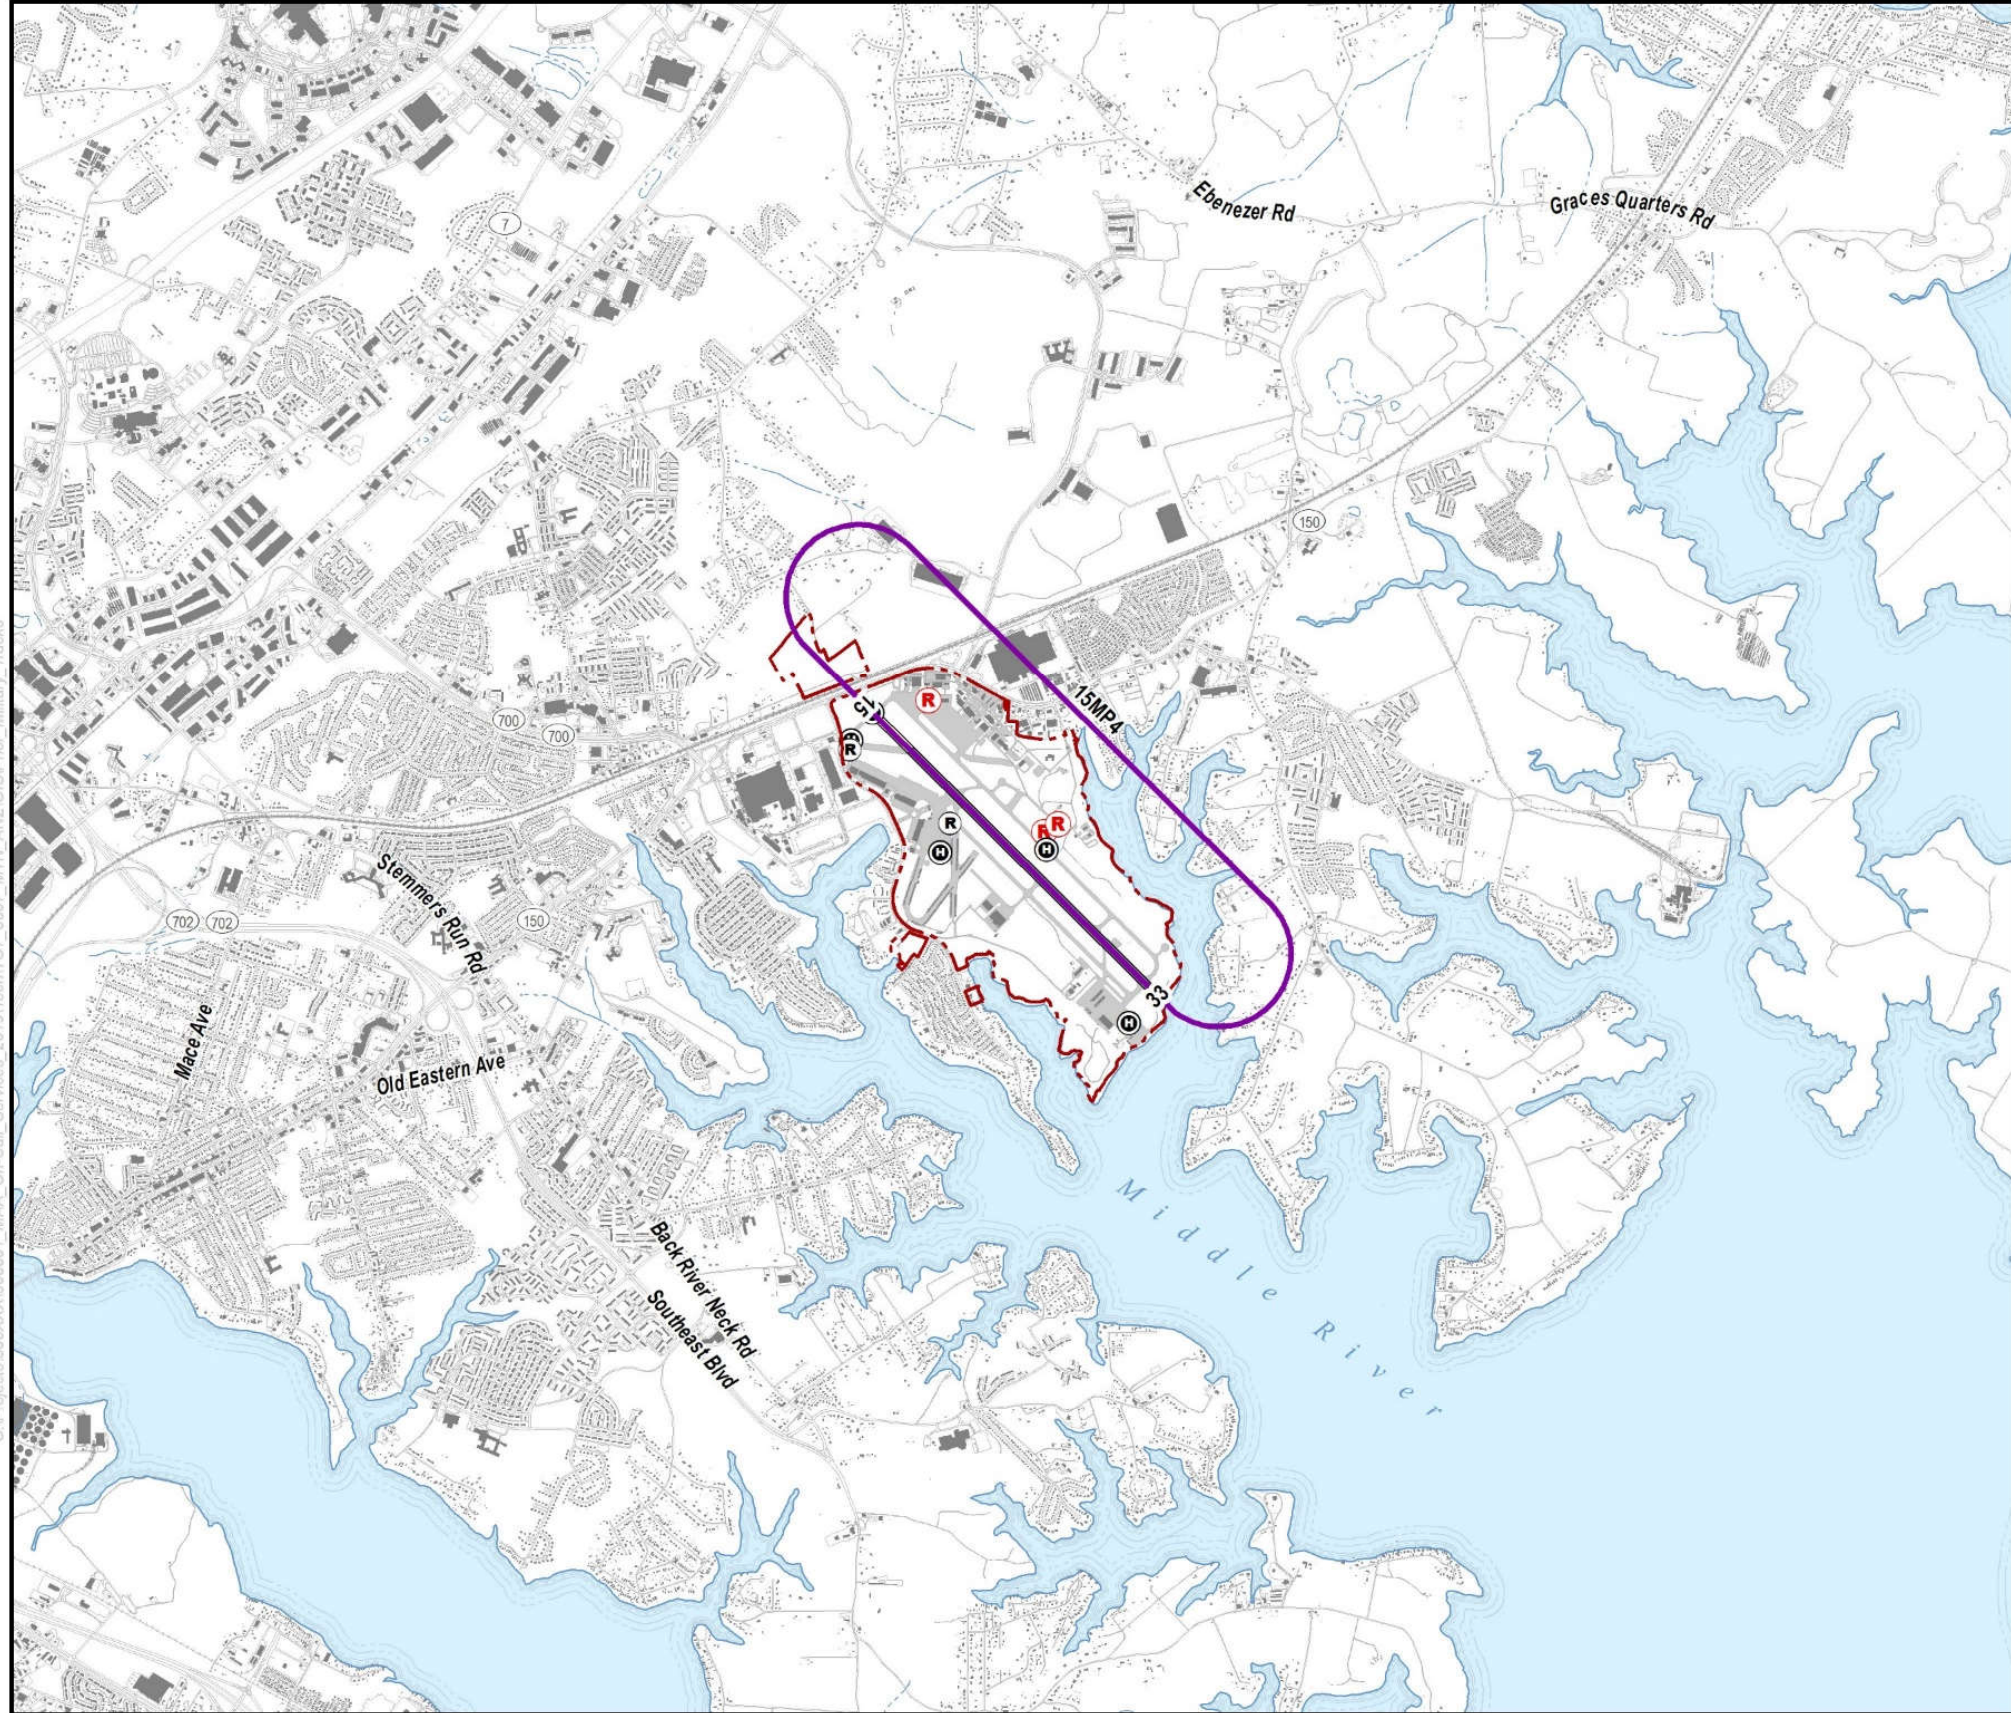 Ebenezer Rd
Graces Quarters Rd
7
150
15MP4
15
R
R
R
R
R
H
H
33
H
700
700
Stemmers Run Rd
702
702
150
Mace Ave
Old Eastern Ave
Back River Neck Rd
Southeast Blvd
Middle River